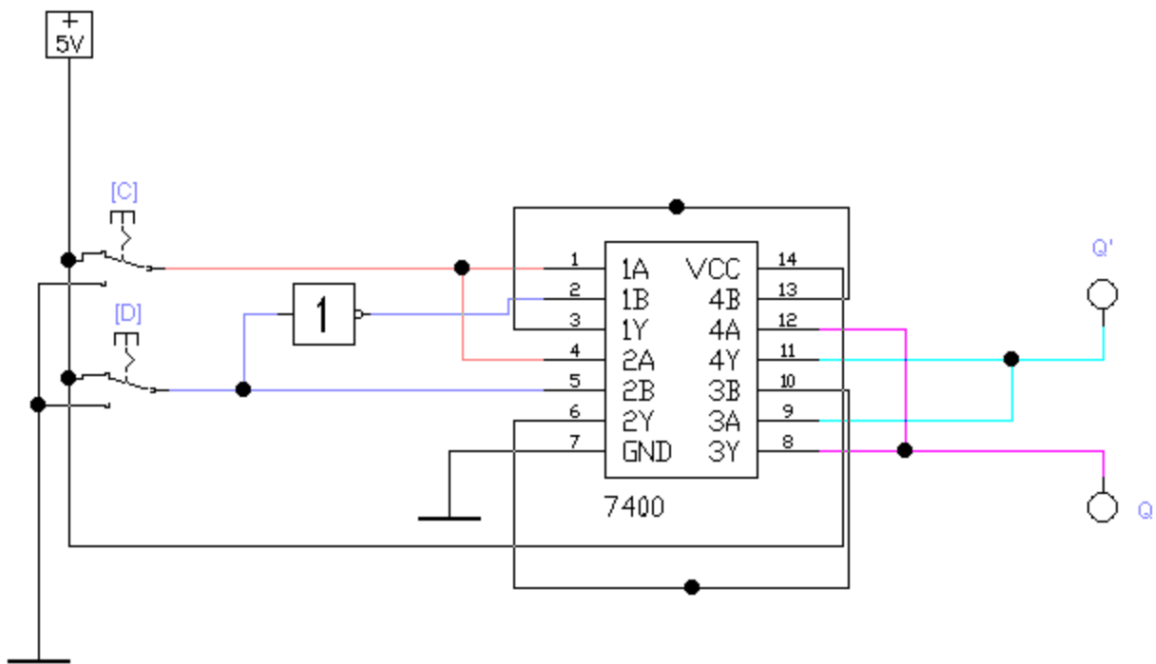 +
5V
[C]
[D]
1
1 1A VCC 14
2 1B 4B 13
3 1Y 4A 12
4 2A 4Y 11
5 2B 3B 10
6 2Y 3A 9
7 GND 3Y 8
7400
Q'
Q